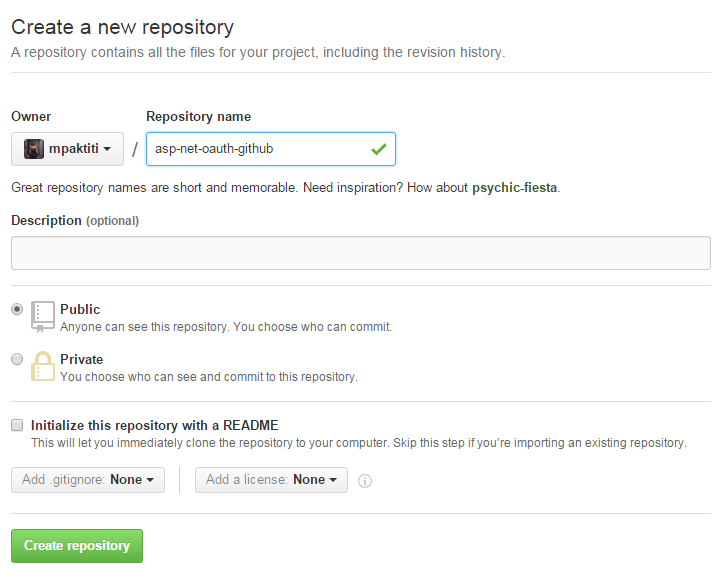 Create a new repository
A repository contains all the files for your project, including the revision history.
Owner
Repository name
mpaktiti / asp-net-oauth-github
Great repository names are short and memorable. Need inspiration? How about psychic-fiesta.
Description (optional)
Public
Anyone can see this repository. You choose who can commit.
Private
You choose who can see and commit to this repository.
Initialize this repository with a README
This will let you immediately clone the repository to your computer. Skip this step if you're importing an existing repository.
Add .gitignore: None
Add a license: None
Create repository